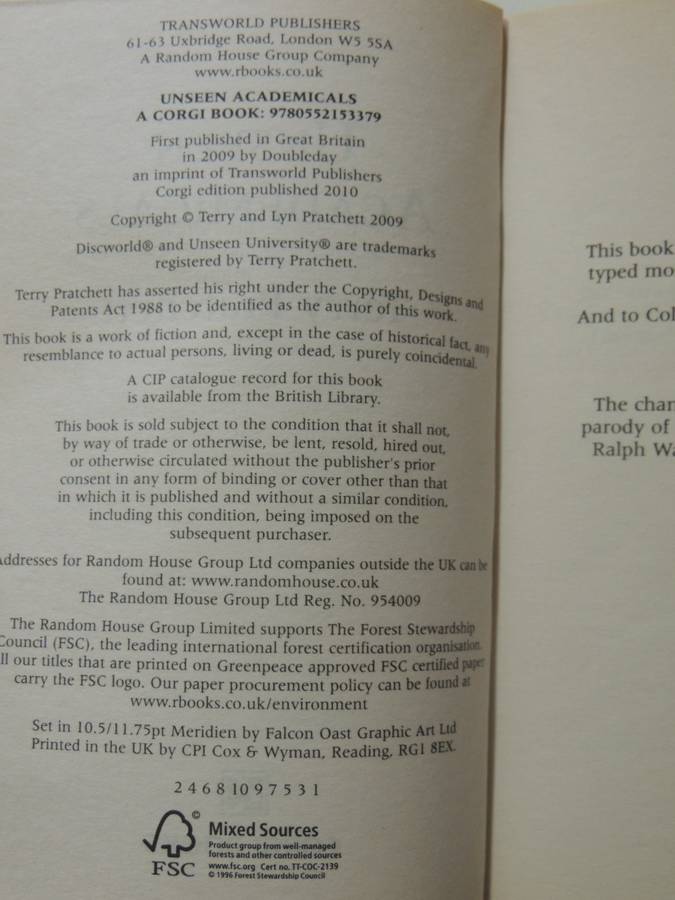 TRANSWORLD PUBLISHERS
61-63 Uxbridge Road, London W5 5SA
A Random House Group Company
www.rbooks.co.uk
UNSEEN ACADEMICALS
A CORGI BOOK: 9780552153379
First published in Great Britain
in 2009 by Doubleday
an imprint of Transworld Publishers
Corgi edition published 2010
Copyright © Terry and Lyn Pratchett 2009
Discworld® and Unseen University® are trademarks
registered by Terry Pratchett.
Terry Pratchett has asserted his right under the Copyright, Designs and
Patents Act 1988 to be identified as the author of this work.
This book is a work of fiction and, except in the case of historical fact, any
resemblance to actual persons, living or dead, is purely coincidental.
A CIP catalogue record for this book
is available from the British Library.
This book is sold subject to the condition that it shall not,
by way of trade or otherwise, be lent, resold, hired out,
or otherwise circulated without the publisher's prior
consent in any form of binding or cover other than that
in which it is published and without a similar condition,
including this condition, being imposed on the
subsequent purchaser.
ddresses for Random House Group Ltd companies outside the UK can be
found at: www.randomhouse.co.uk
The Random House Group Ltd Reg. No. 954009
The Random House Group Limited supports The Forest Stewardship
Council (FSC), the leading international forest certification organisation.
ll our titles that are printed on Greenpeace approved FSC certified paper
carry the FSC logo. Our paper procurement policy can be found at
www.rbooks.co.uk/environment
Set in 10.5/11.75pt Meridien by Falcon Oast Graphic Art Ltd
Printed in the UK by CPI Cox & Wyman, Reading, RG1 8EX.
2 4 6 8 10 9 7 5 3 1
FSC
©
Mixed Sources
Product group from well-managed
forests and other controlled sources
www.fsc.org Cert no. TT-COC-2139
© 1996 Forest Stewardship Council
This book
typed mo
And to Col
The chan
parody of
Ralph Wa